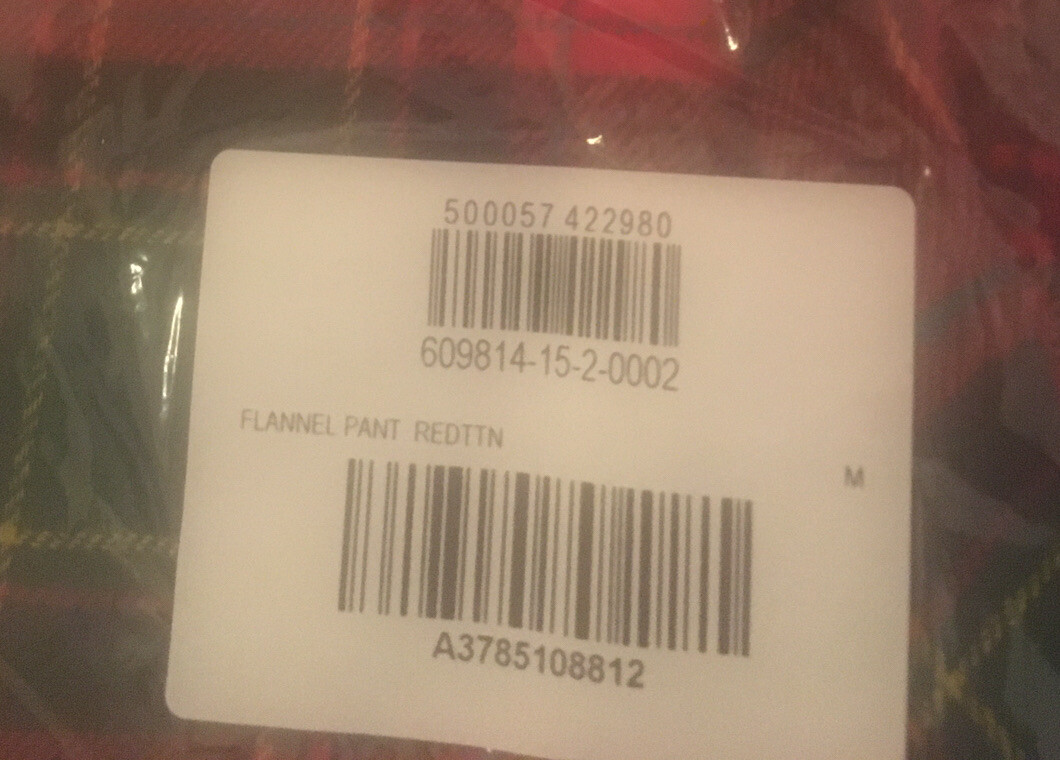 500057 422980
609814-15-2-0002
FLANNEL PANT REDTTN
M
A3785108812